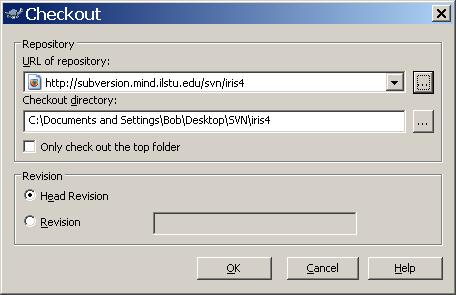 Checkout
Repository
URL of repository:
http://subversion.mind.ilstu.edu/svn/iris4
...
Checkout directory:
C:\Documents and Settings\Bob\Desktop\SVN\iris4
...
Only check out the top folder
Revision
Head Revision
Revision
OK
Cancel
Help